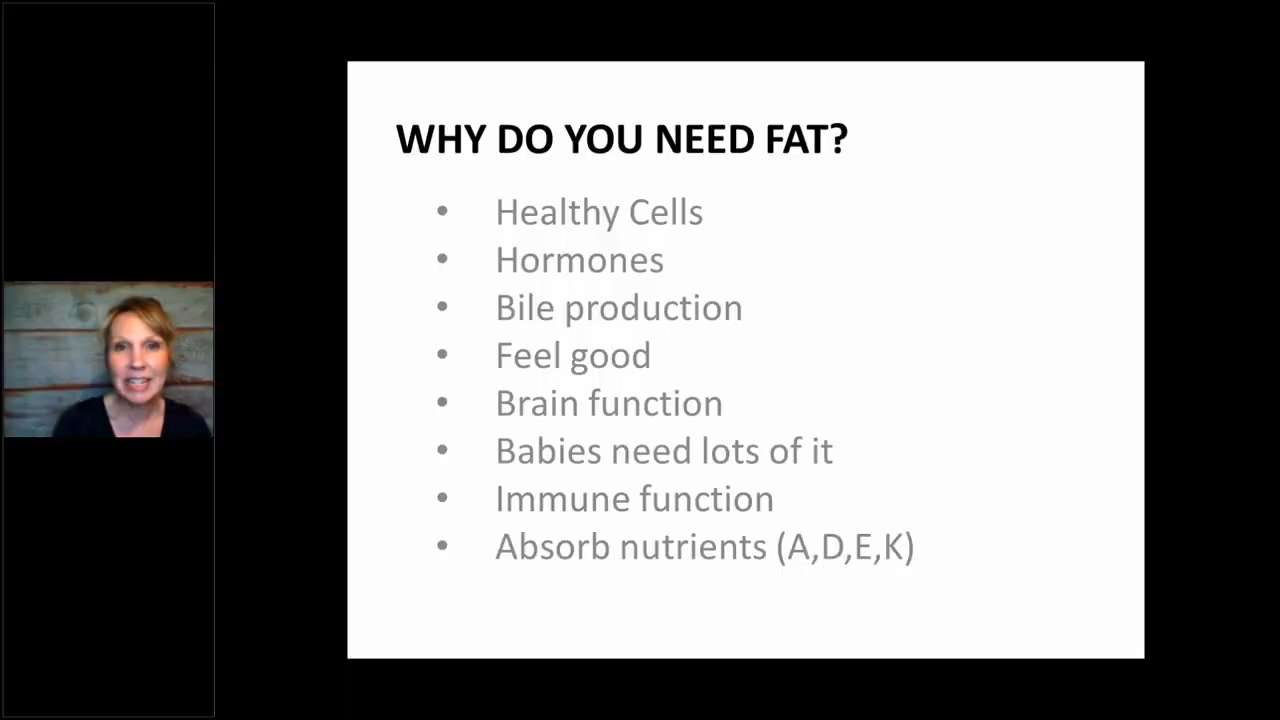 WHY DO YOU NEED FAT?
• Healthy Cells
• Hormones
• Bile production
• Feel good
• Brain function
• Babies need lots of it
• Immune function
• Absorb nutrients (A,D,E,K)